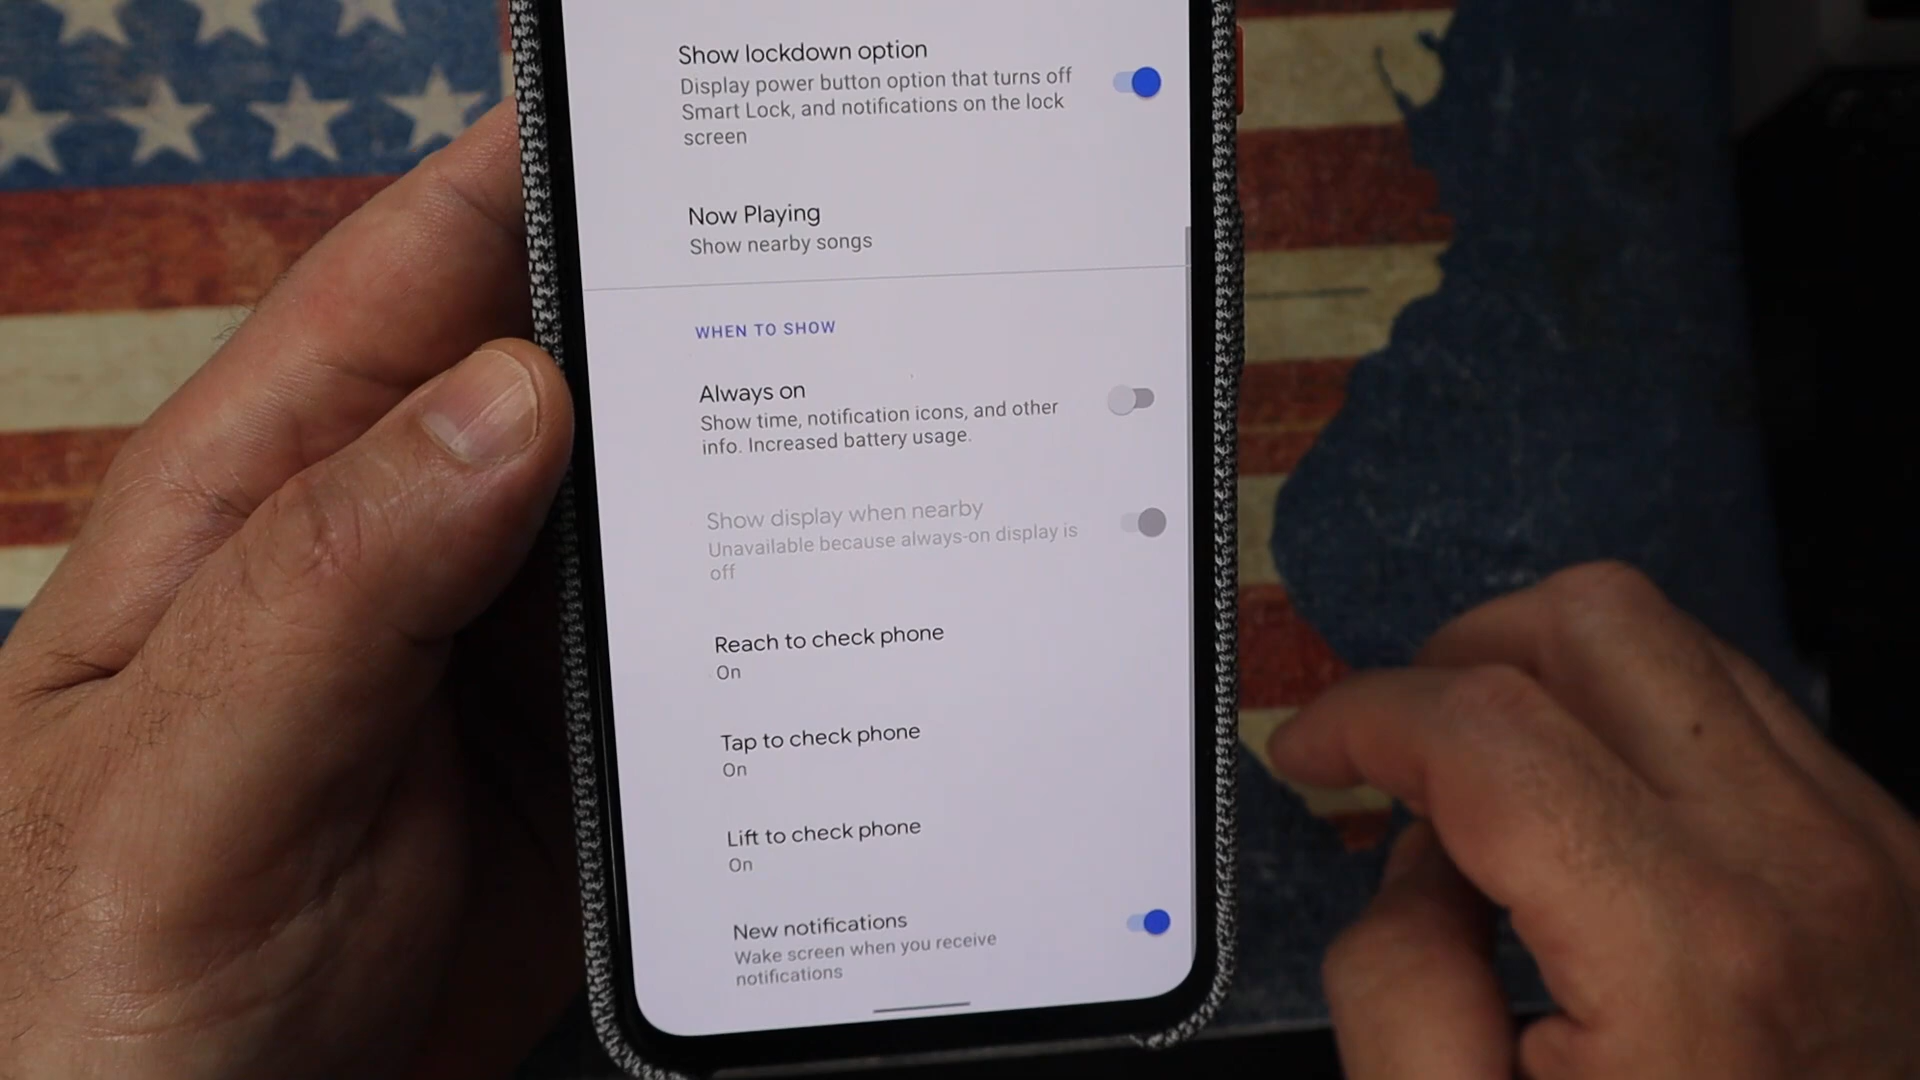 Show lockdown option
Display power button option that turns off
Smart Lock, and notifications on the lock
screen
Now Playing
Show nearby songs
WHEN TO SHOW
Always on
Show time, notification icons, and other
info. Increased battery usage.
Show display when nearby
Unavailable because always-on display is
off
Reach to check phone
On
Tap to check phone
On
Lift to check phone
On
New notifications
Wake screen when you receive
notifications